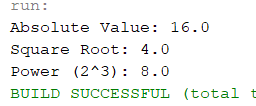 run:
Absolute Value: 16.0
Square Root: 4.0
Power (2^3): 8.0
BUILD SUCCESSFUL (total t